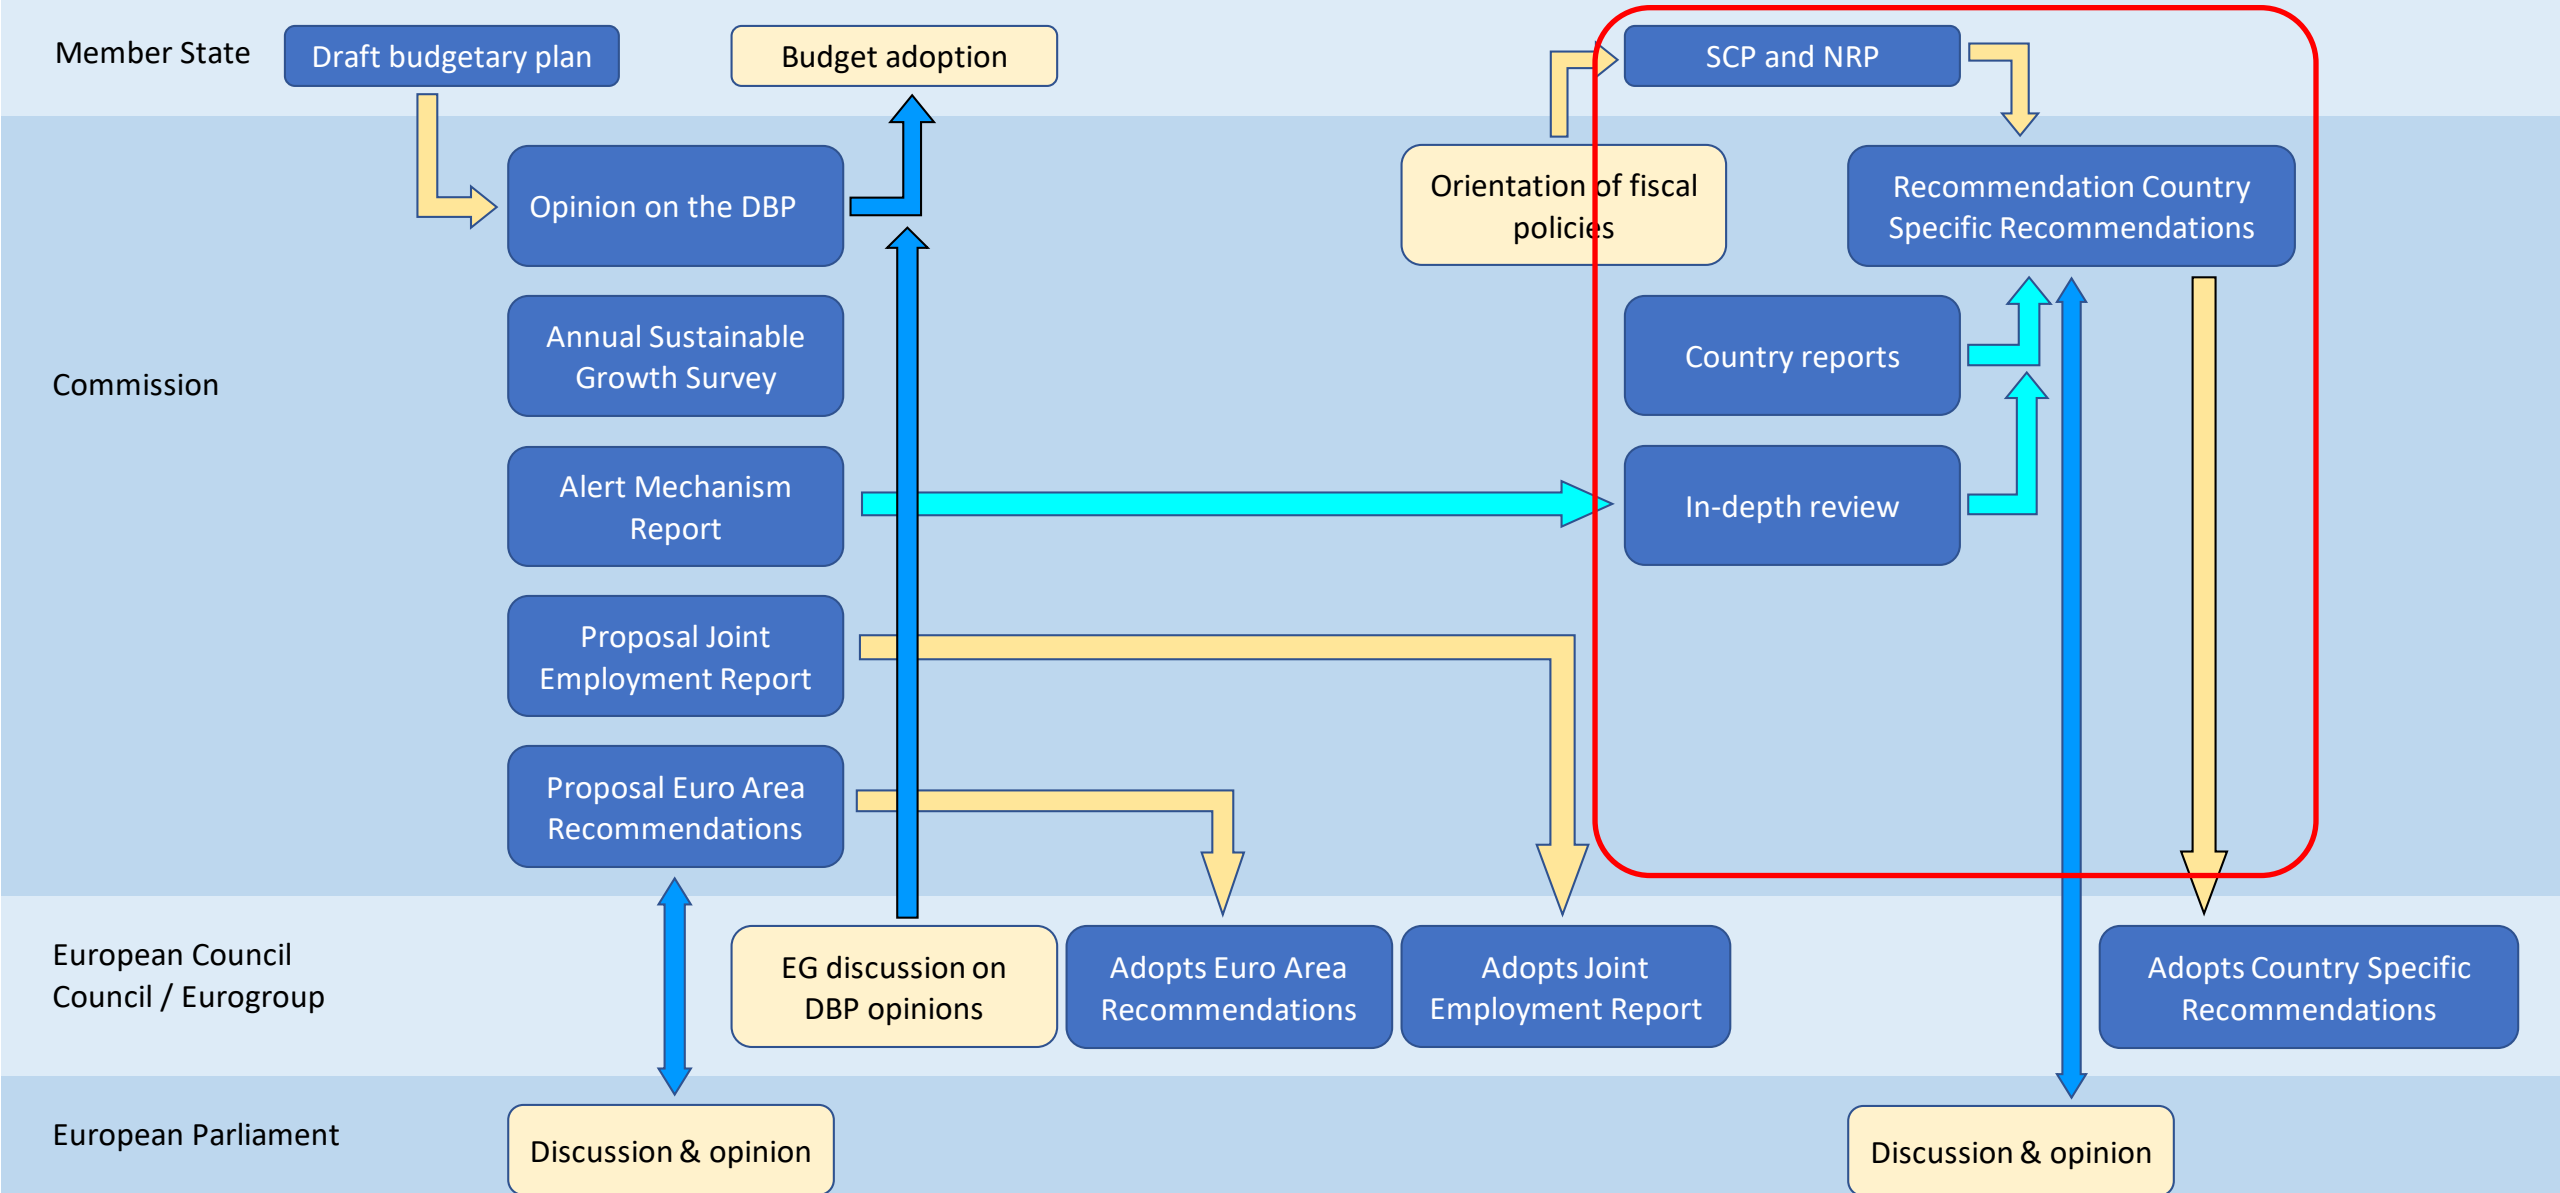 Member State
Draft budgetary plan
Budget adoption
SCP and NRP
Commission
Opinion on the DBP
Orientation of fiscal
policies
Recommendation Country
Specific Recommendations
Annual Sustainable
Growth Survey
Country reports
Alert Mechanism
Report
In-depth review
Proposal Joint
Employment Report
Proposal Euro Area
Recommendations
European Council
Council / Eurogroup
EG discussion on
DBP opinions
Adopts Euro Area
Recommendations
Adopts Joint
Employment Report
Adopts Country Specific
Recommendations
European Parliament
Discussion & opinion
Discussion & opinion